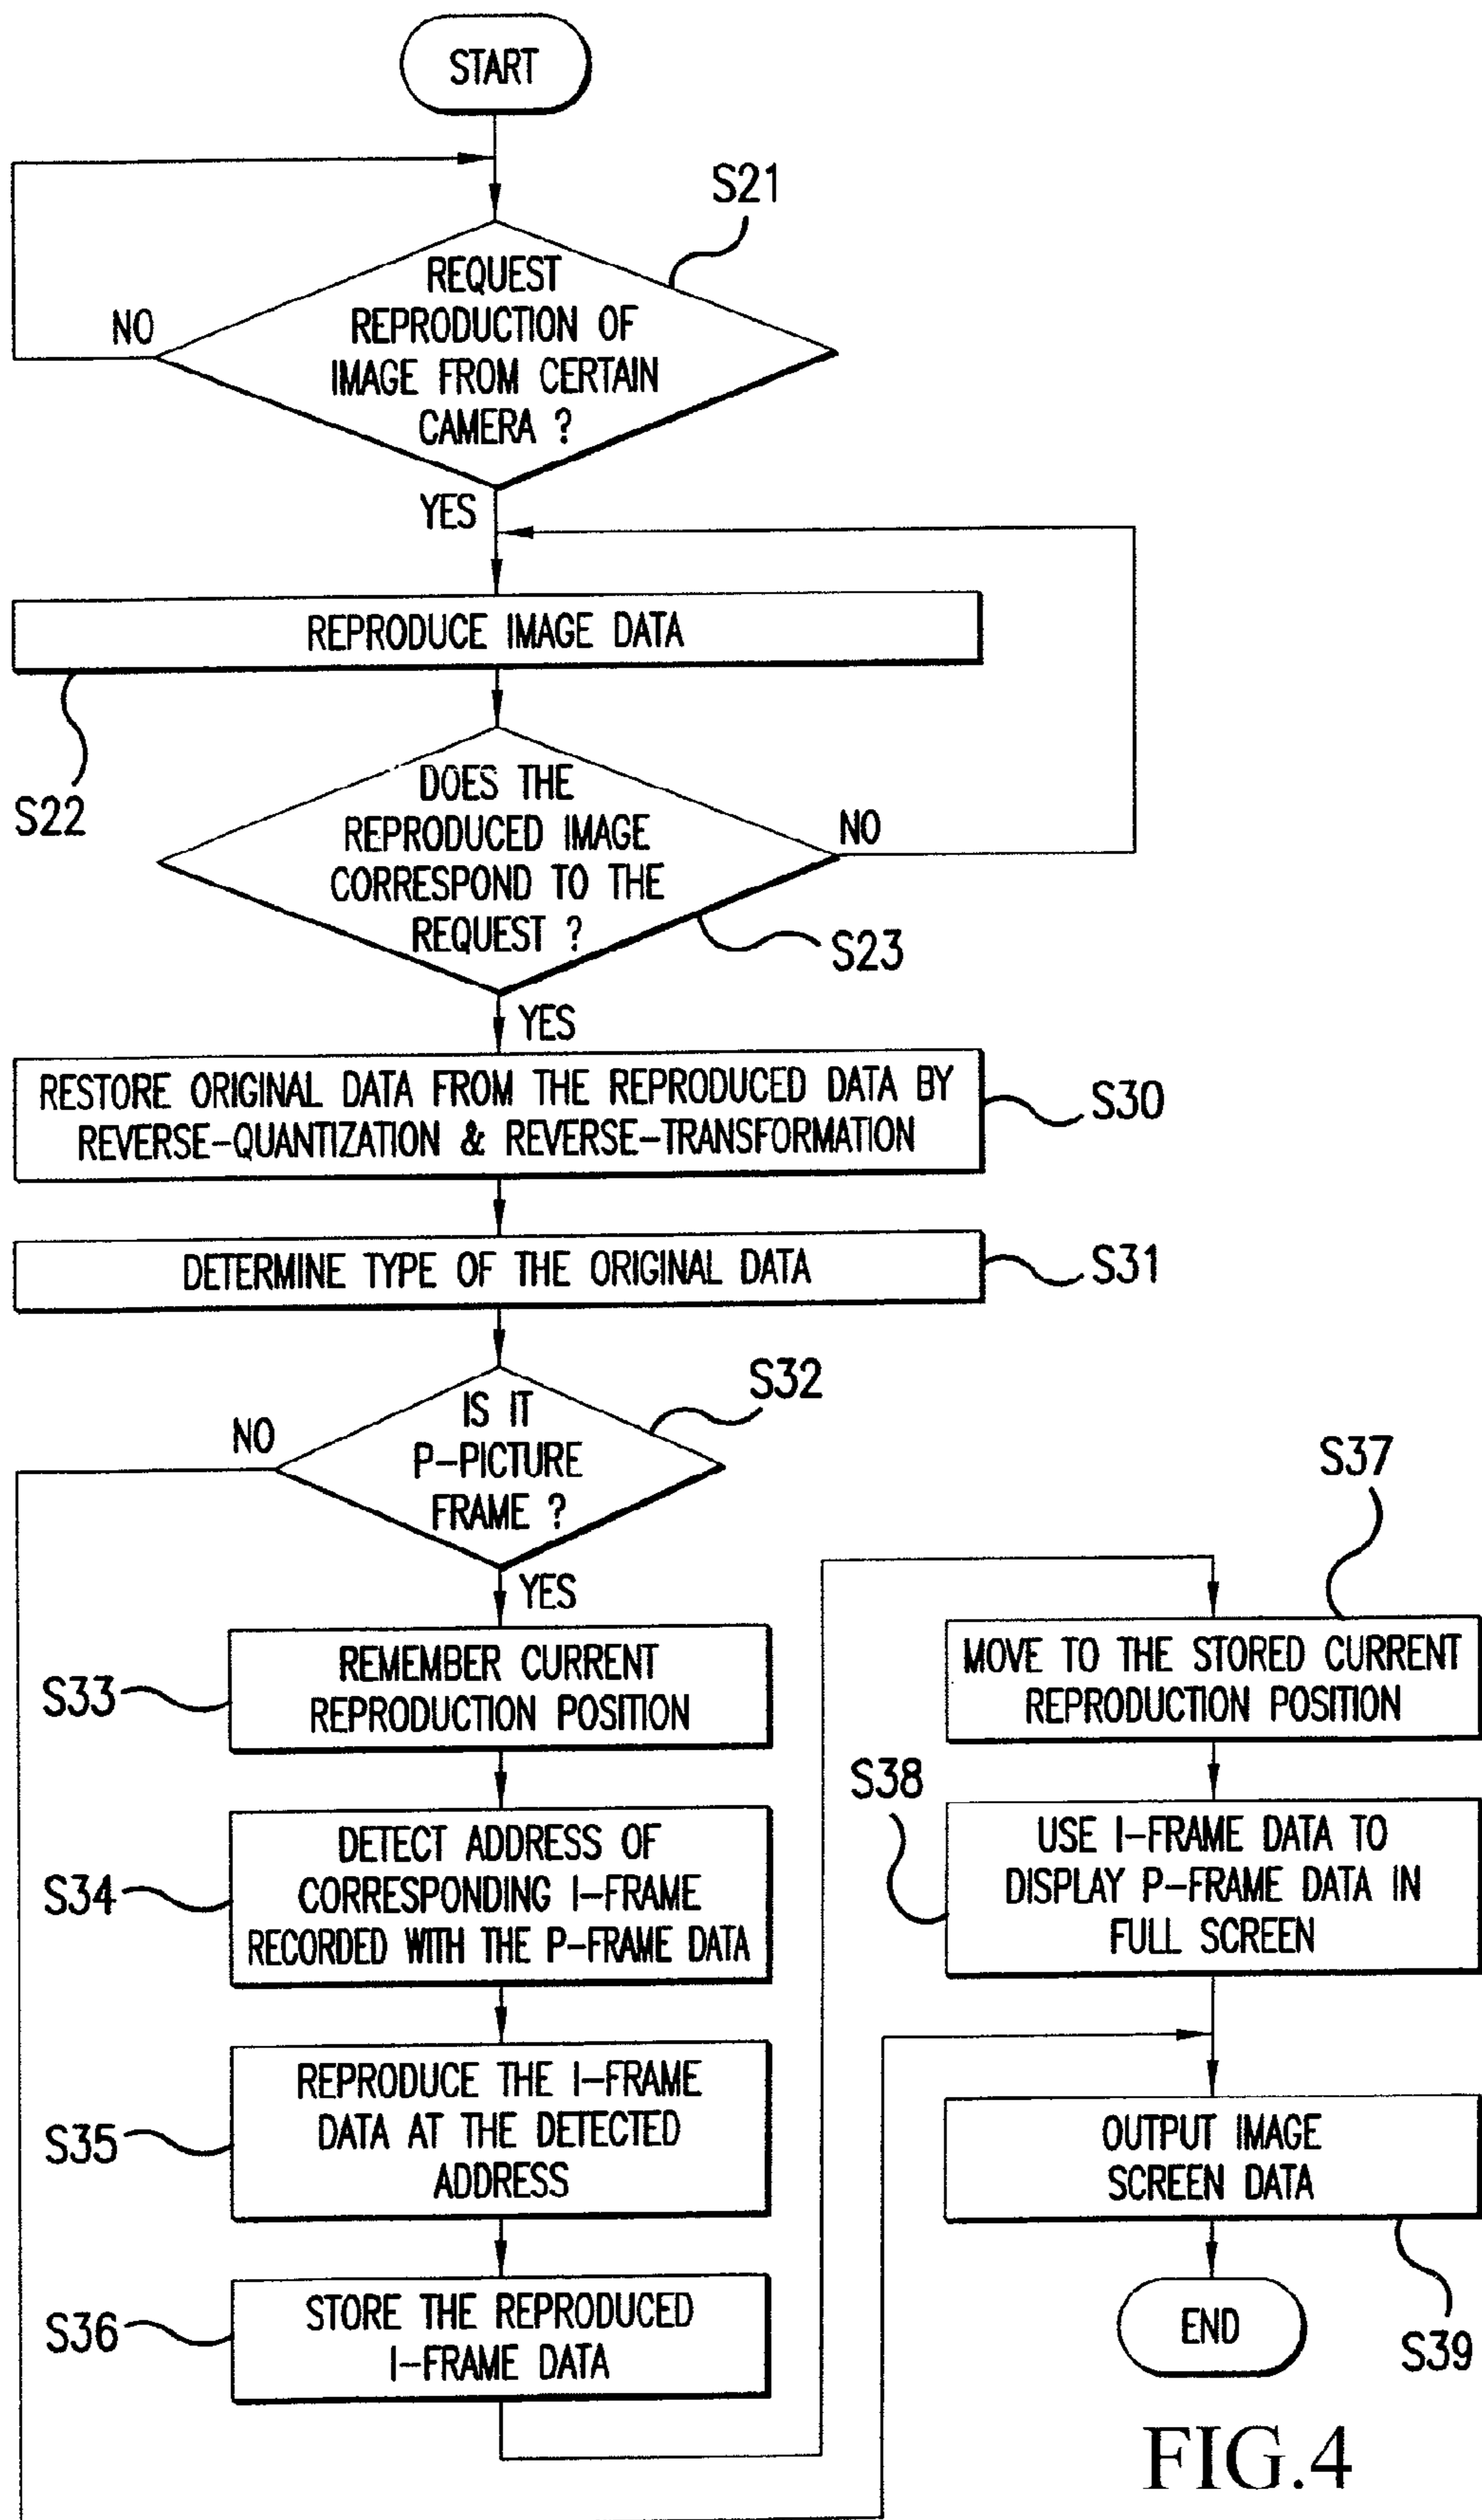 START
S21
REQUEST
REPRODUCTION OF
IMAGE FROM CERTAIN
CAMERA ?
NO
YES
REPRODUCE IMAGE DATA
S22
DOES THE
REPRODUCED IMAGE
CORRESPOND TO THE
REQUEST ?
NO
S23
YES
RESTORE ORIGINAL DATA FROM THE REPRODUCED DATA BY
REVERSE-QUANTIZATION & REVERSE-TRANSFORMATION
S30
DETERMINE TYPE OF THE ORIGINAL DATA
S31
IS IT
P-PICTURE
FRAME ?
S32
NO
YES
REMEMBER CURRENT
REPRODUCTION POSITION
S33
DETECT ADDRESS OF
CORRESPONDING I-FRAME
RECORDED WITH THE P-FRAME DATA
S34
REPRODUCE THE I-FRAME
DATA AT THE DETECTED
ADDRESS
S35
STORE THE REPRODUCED
I-FRAME DATA
S36
S37
MOVE TO THE STORED CURRENT
REPRODUCTION POSITION
S38
USE I-FRAME DATA TO
DISPLAY P-FRAME DATA IN
FULL SCREEN
OUTPUT IMAGE
SCREEN DATA
S39
END
FIG.4